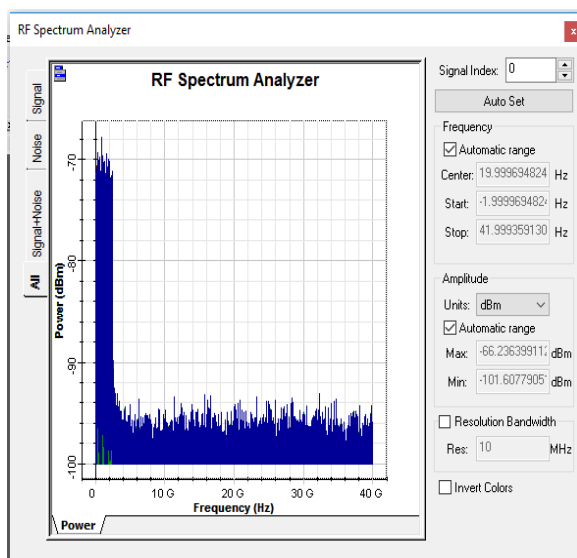 RF Spectrum Analyzer
x
Signal
Noise
Signal+Noise
All
RF Spectrum Analyzer
Power (dBm)
-70
-80
-90
-100
0
10 G
20 G
30 G
40 G
Frequency (Hz)
Power
Signal Index: 0
Auto Set
Frequency
Automatic range
Center: 19.999694824 Hz
Start: -1.999969482 Hz
Stop: 41.999359130 Hz
Amplitude
Units: dBm
Automatic range
Max: -66.23639911 dBm
Min: -101.6077905 dBm
Resolution Bandwidth
Res: 10 MHz
Invert Colors